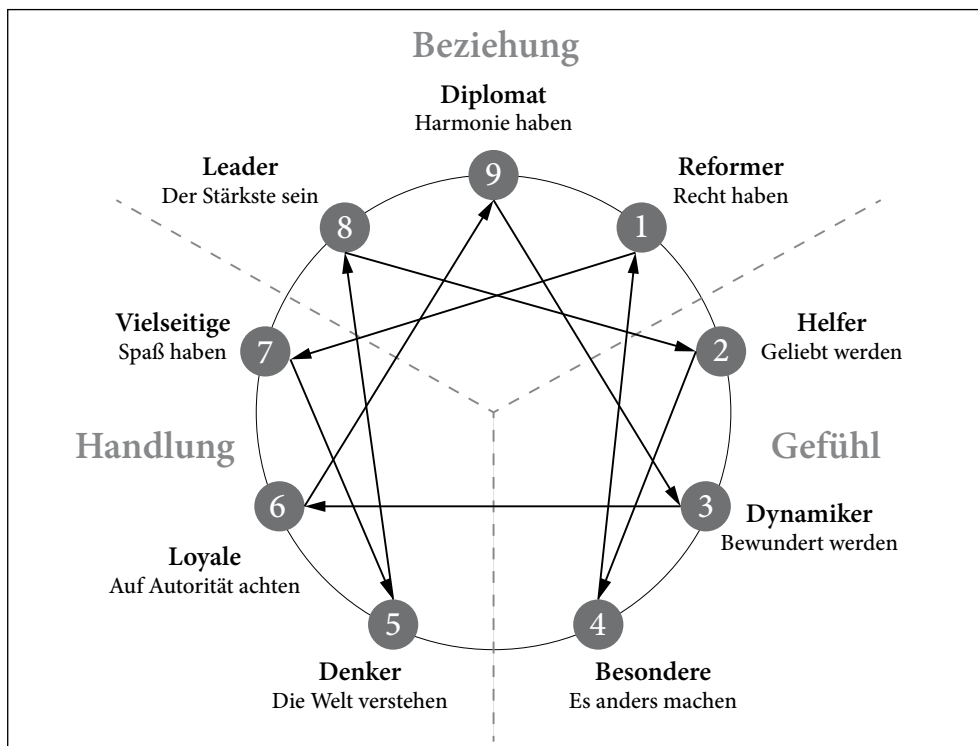 Beziehung
Diplomat
Harmonie haben
9
Leader
Der Stärkste sein
8
Reformer
Recht haben
1
Vielseitige
Spaß haben
7
Helfer
Geliebt werden
2
Handlung
Gefühl
6
Loyale
Auf Autorität achten
3
Dynamiker
Bewundert werden
5
Denker
Die Welt verstehen
4
Besondere
Es anders machen